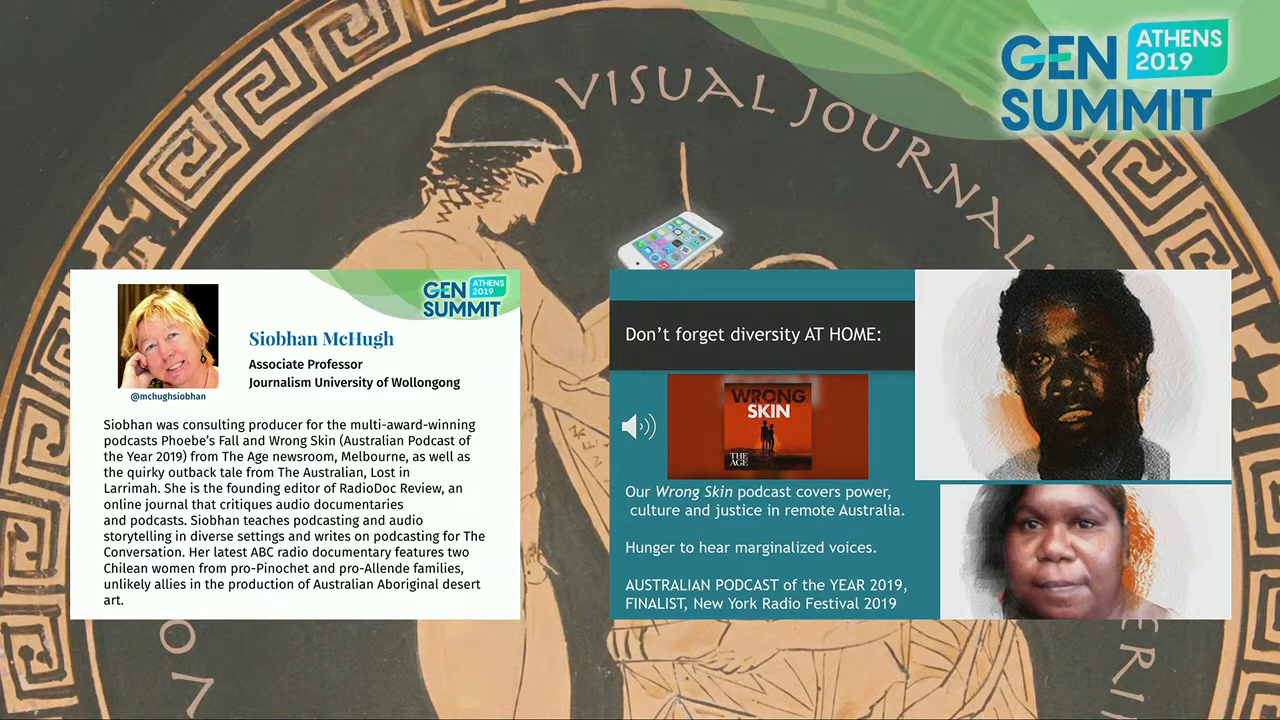 VISUAL JOURNAL
GEN
ATHENS
2019
SUMMIT
GEN
ATHENS
2019
SUMMIT
Siobhan McHugh
Associate Professor
Journalism University of Wollongong
@mchughsiobhan
Siobhan was consulting producer for the multi-award-winning
podcasts Phoebe's Fall and Wrong Skin (Australian Podcast of
the Year 2019) from The Age newsroom, Melbourne, as well as
the quirky outback tale from The Australian, Lost in
Larrimah. She is the founding editor of RadioDoc Review, an
online journal that critiques audio documentaries
and podcasts. Siobhan teaches podcasting and audio
storytelling in diverse settings and writes on podcasting for The
Conversation. Her latest ABC radio documentary features two
Chilean women from pro-Pinochet and pro-Allende families,
unlikely allies in the production of Australian Aboriginal desert
art.
Don't forget diversity AT HOME:
WRONG
SKIN
THE
AGE
Our Wrong Skin podcast covers power,
culture and justice in remote Australia.
Hunger to hear marginalized voices.
AUSTRALIAN PODCAST of the YEAR 2019,
FINALIST, New York Radio Festival 2019